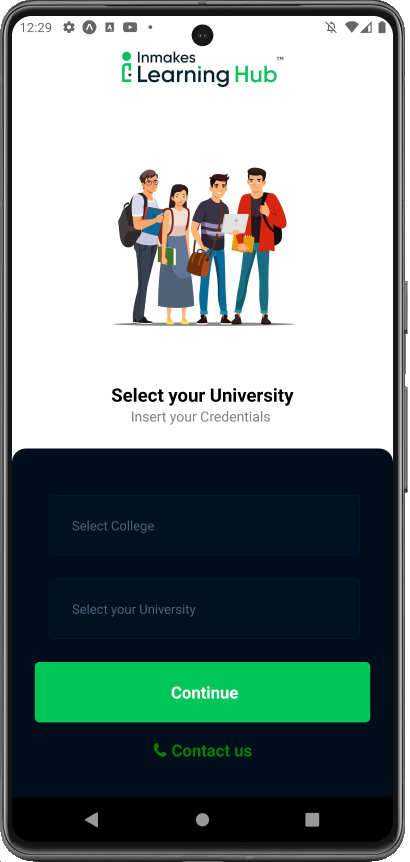 12:29
Inmakes
Learning Hub™
Select your University
Insert your Credentials
Select College
Select your University
Continue
Contact us